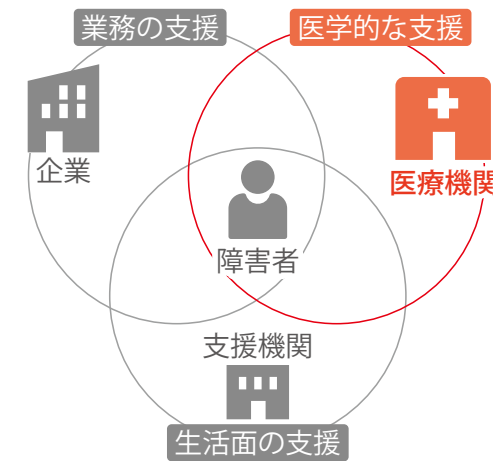 業務の支援
医学的な支援
企業
医療機関
障害者
支援機関
生活面の支援